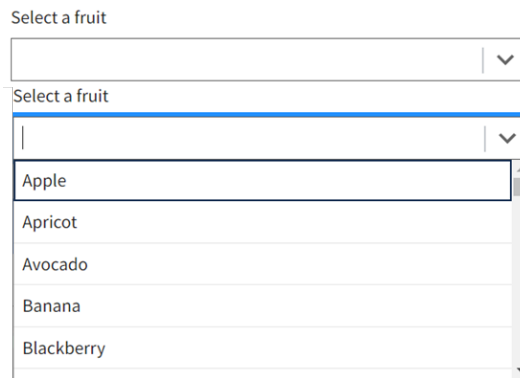 Select a fruit
Select a fruit
Apple
Apricot
Avocado
Banana
Blackberry